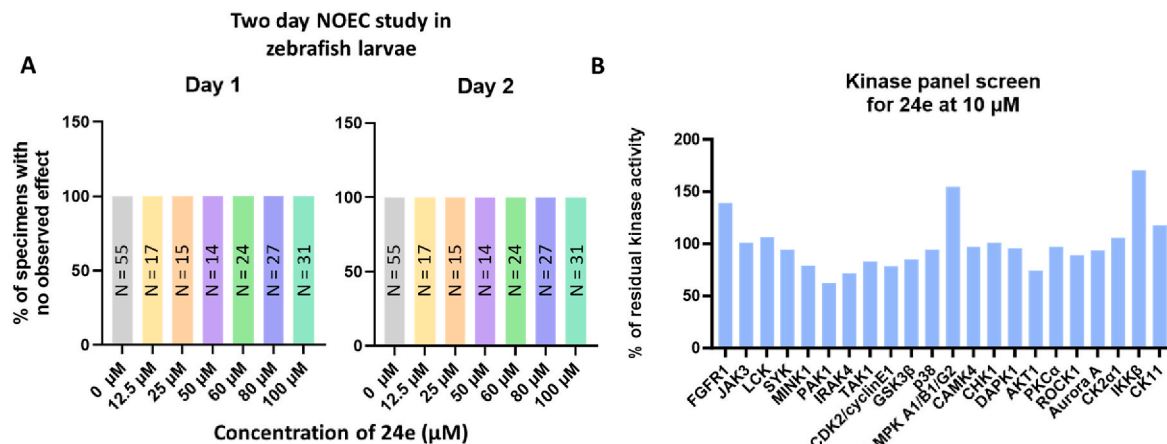 Two day NOEC study in
zebrafish larvae
A
Day 1
Day 2
% of specimens with
no observed effect
150
100
50
0
N = 55
N = 17
N = 15
N = 14
N = 24
N = 27
N = 31
0 µM
12.5 µM
25 µM
50 µM
60 µM
80 µM
100 µM
150
100
50
0
N = 55
N = 17
N = 15
N = 14
N = 24
N = 27
N = 31
0 µM
12.5 µM
25 µM
50 µM
60 µM
80 µM
100 µM
Concentration of 24e (µM)
B
Kinase panel screen
for 24e at 10 µM
% of residual kinase activity
200
150
100
50
0
FGFR1
JAK3
LCK
SYK
MINK1
PAK1
IRAK4
TAK1
CDK2/cyclinE1
GSK3β
p38
MPK A1/B1/G2
CAMK4
CHK1
DAPK1
AKT1
PKCα
ROCK1
Aurora A
CK2α1
IKKβ
CK11